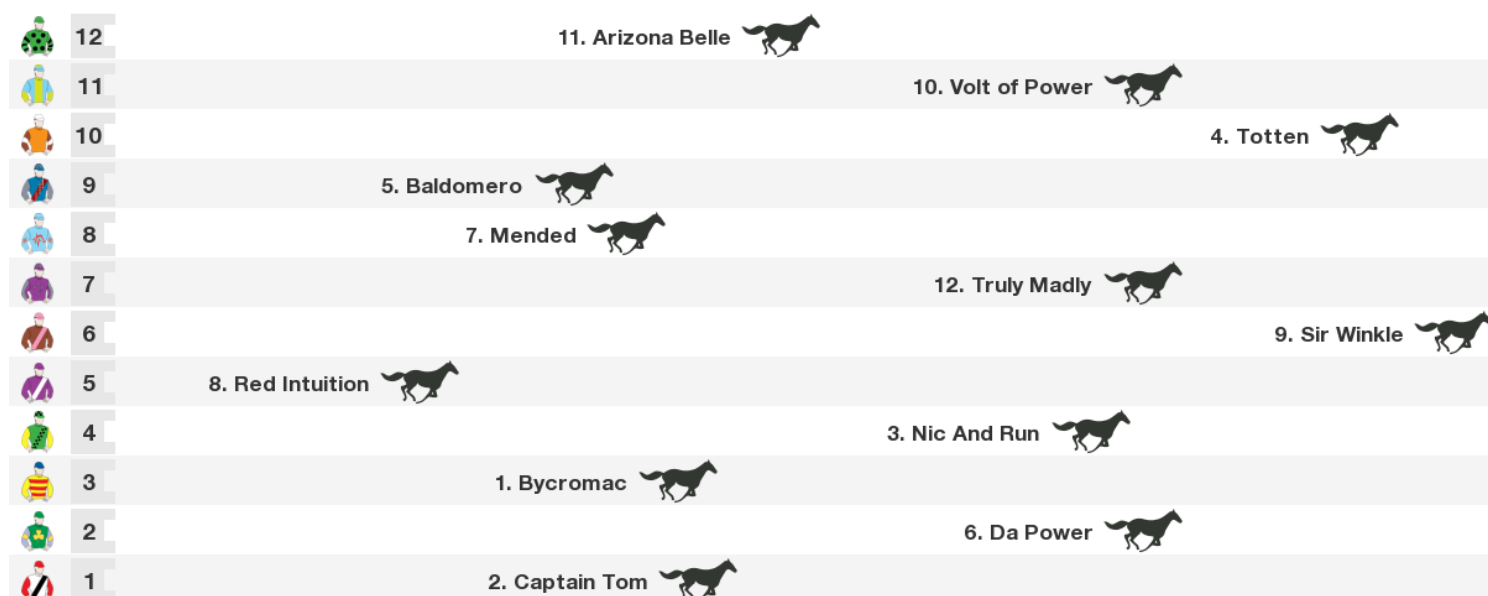 12 11. Arizona Belle
11 10. Volt of Power
10 4. Totten
9 5. Baldomero
8 7. Mended
7 12. Truly Madly
6 9. Sir Winkle
5 8. Red Intuition
4 3. Nic And Run
3 1. Bycromac
2 6. Da Power
1 2. Captain Tom